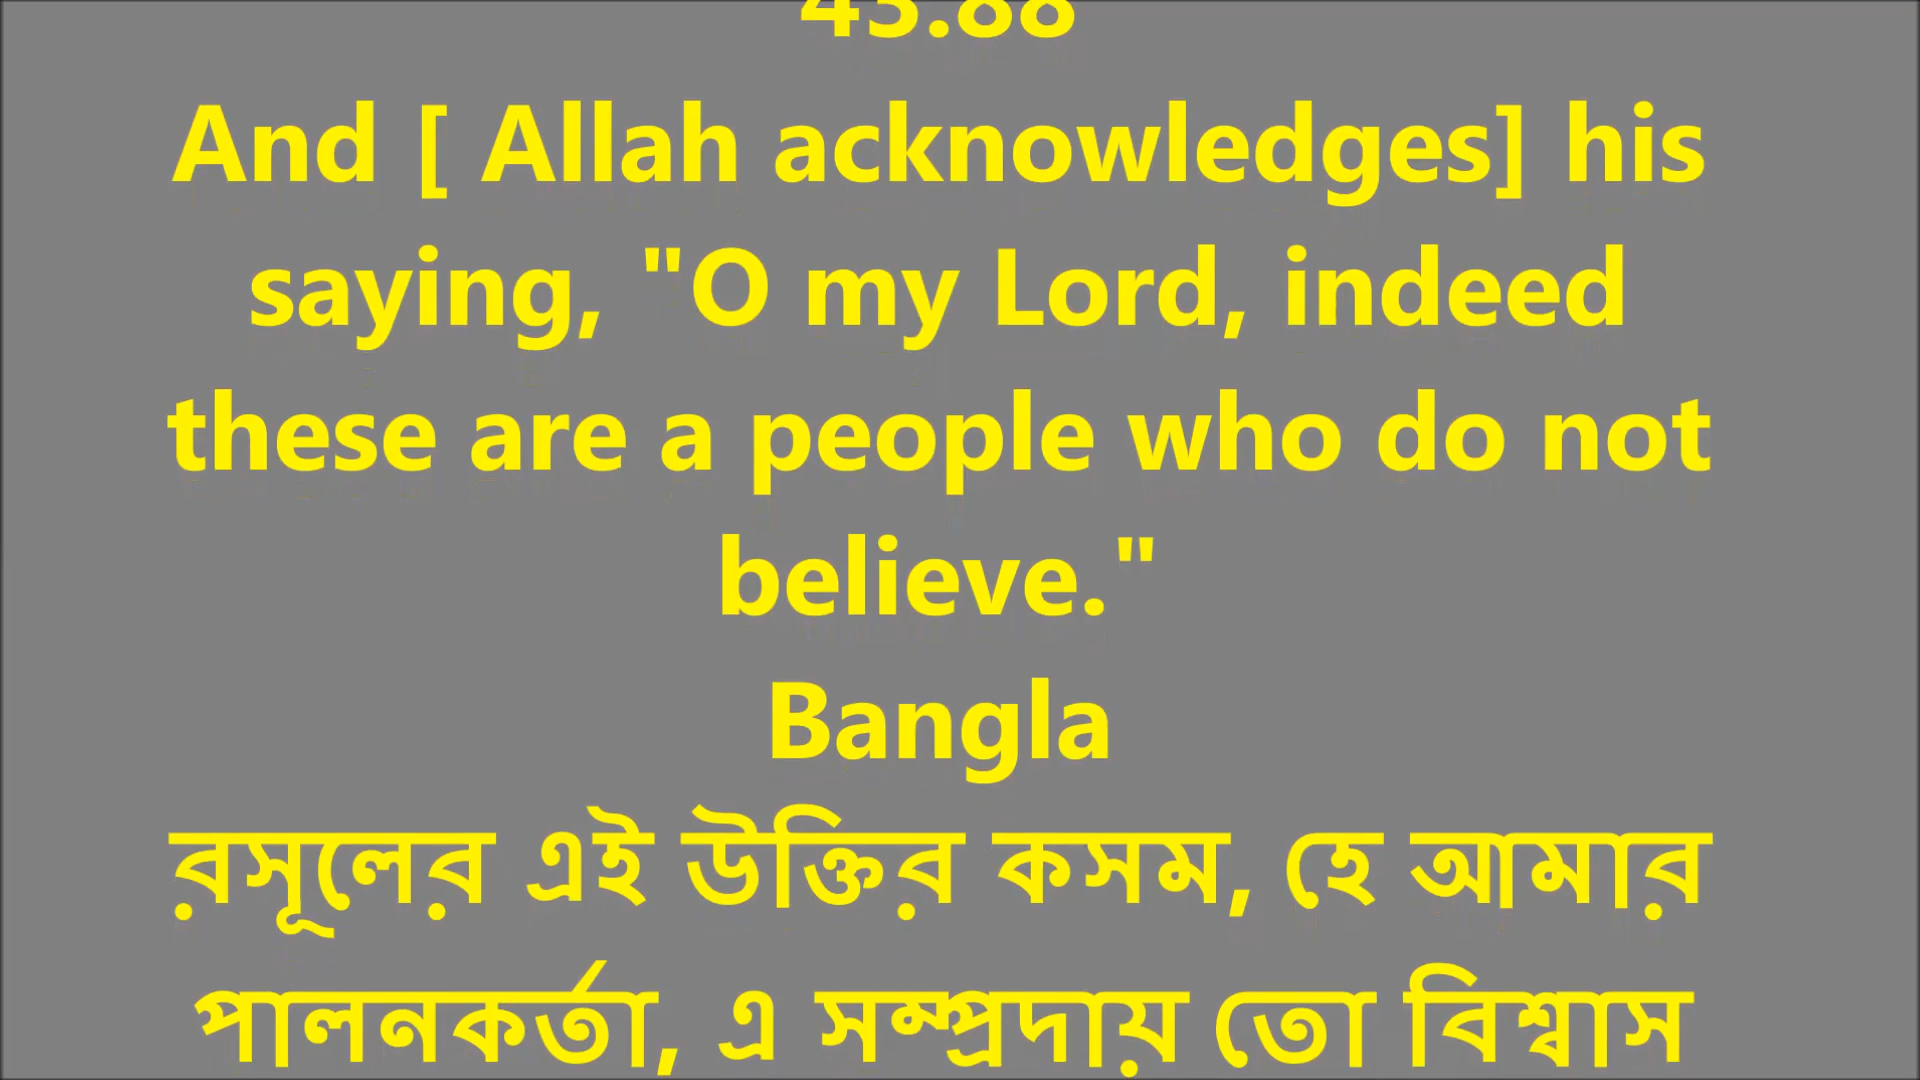 43.88
And [ Allah acknowledges] his
saying, "O my Lord, indeed
these are a people who do not
believe."
Bangla
রসূলের এই উক্তির কসম, হে আমার
পালনকর্তা, এ সম্প্রদায় তো বিশ্বাস